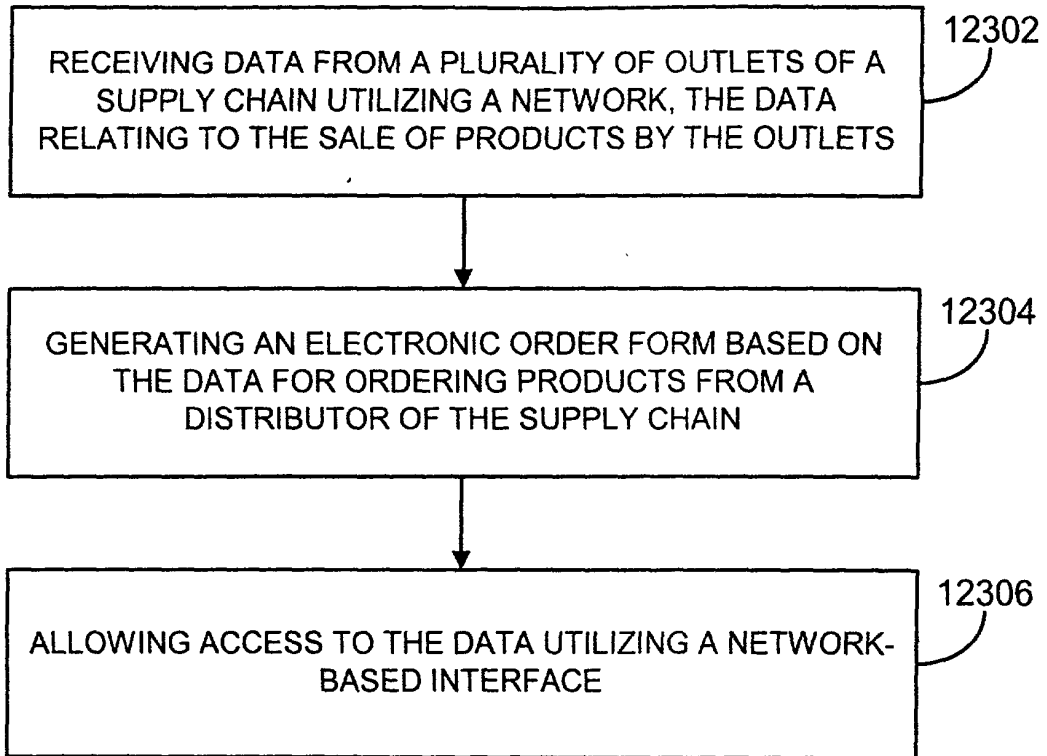 12302
RECEIVING DATA FROM A PLURALITY OF OUTLETS OF A
SUPPLY CHAIN UTILIZING A NETWORK, THE DATA
RELATING TO THE SALE OF PRODUCTS BY THE OUTLETS
12304
GENERATING AN ELECTRONIC ORDER FORM BASED ON
THE DATA FOR ORDERING PRODUCTS FROM A
DISTRIBUTOR OF THE SUPPLY CHAIN
12306
ALLOWING ACCESS TO THE DATA UTILIZING A NETWORK-
BASED INTERFACE